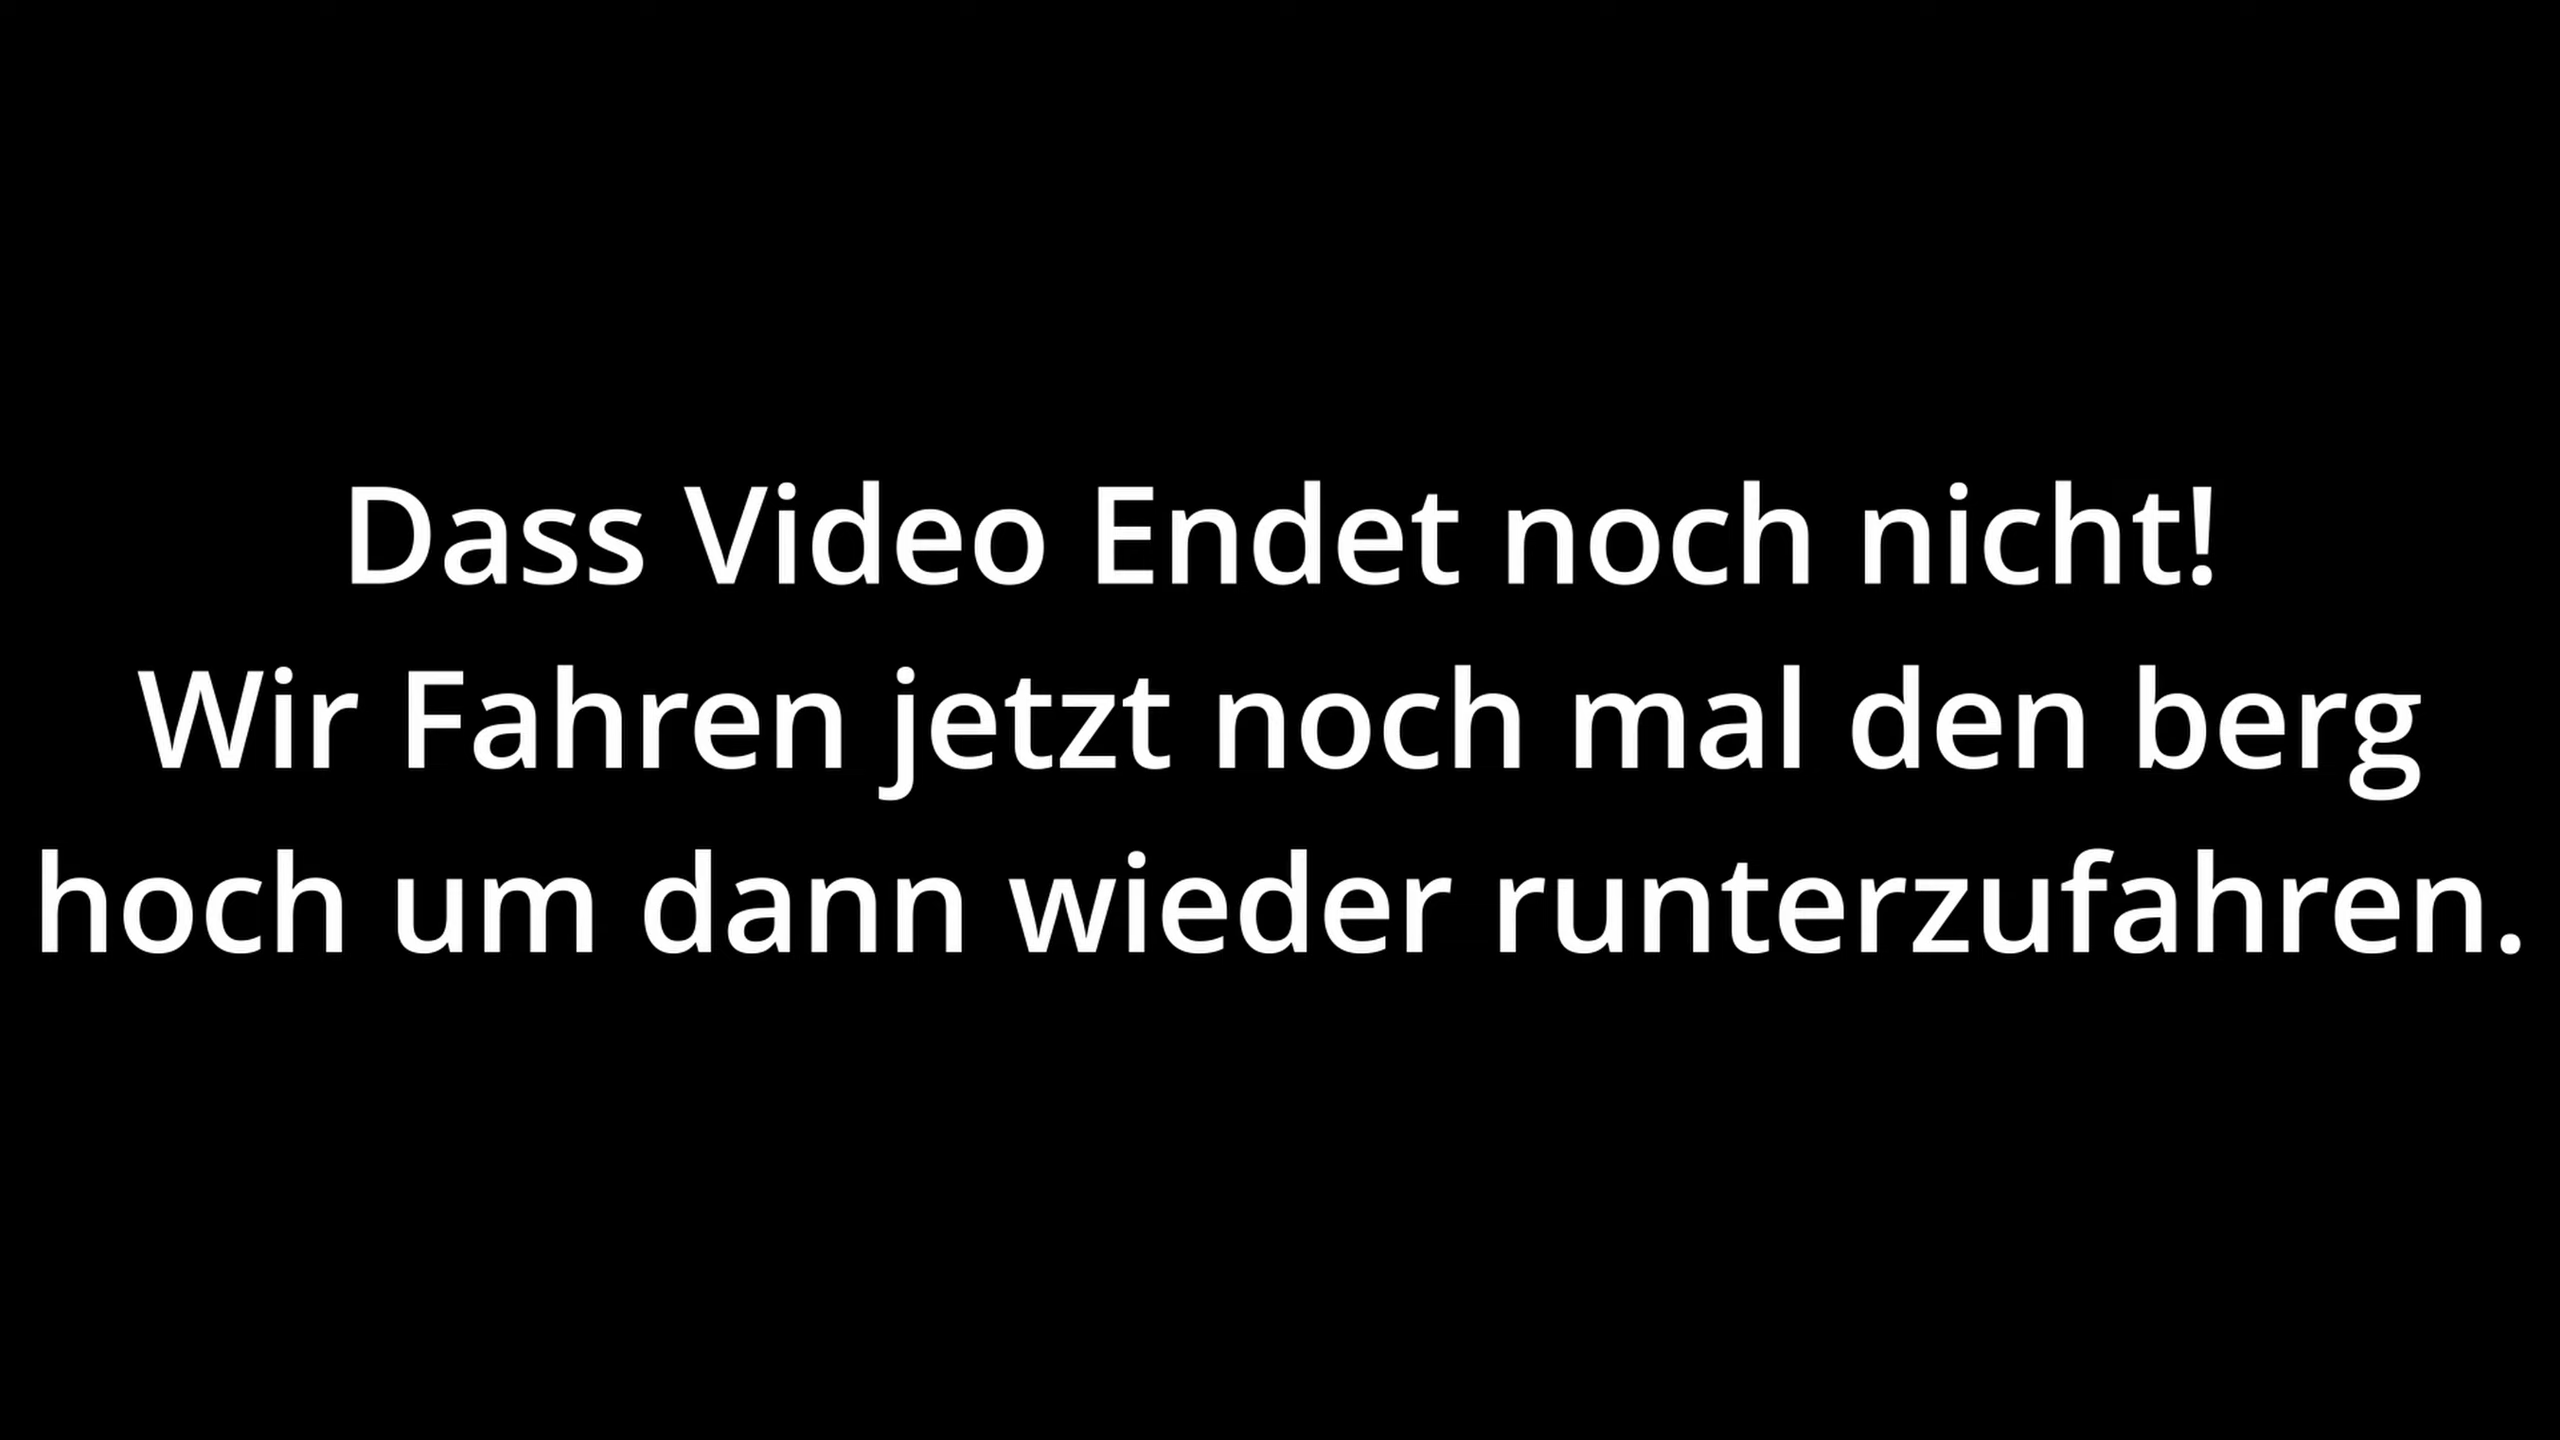 Dass Video Endet noch nicht!
Wir Fahren jetzt noch mal den berg
hoch um dann wieder runterzufahren.